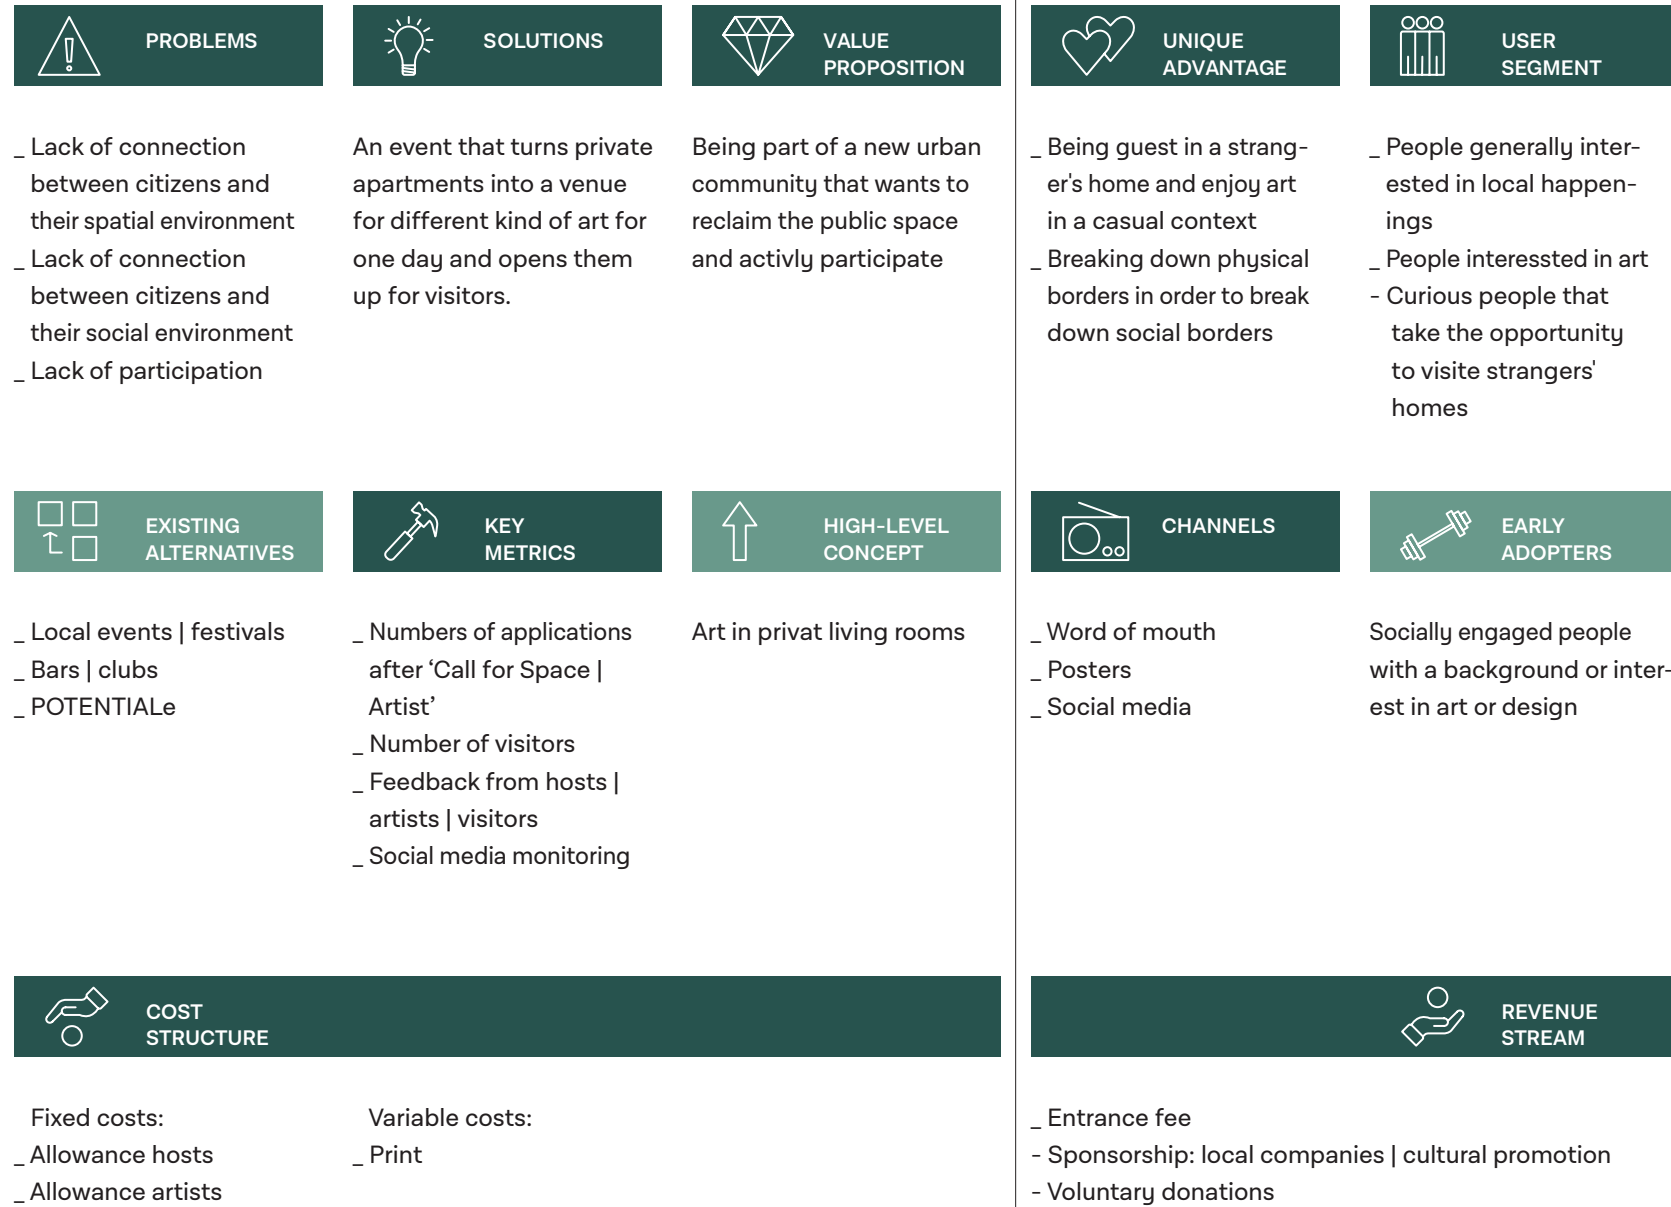 PROBLEMS
_ Lack of connection
between citizens and
their spatial environment
_ Lack of connection
between citizens and
their social environment
_ Lack of participation
SOLUTIONS
An event that turns private
apartments into a venue
for different kind of art for
one day and opens them
up for visitors.
VALUE
PROPOSITION
Being part of a new urban
community that wants to
reclaim the public space
and activly participate
UNIQUE
ADVANTAGE
_ Being guest in a strang-
er's home and enjoy art
in a casual context
_ Breaking down physical
borders in order to break
down social borders
USER
SEGMENT
_ People generally inter-
ested in local happen-
ings
_ People interessted in art
- Curious people that
take the opportunity
to visite strangers'
homes
EXISTING
ALTERNATIVES
_ Local events | festivals
_ Bars | clubs
_ POTENTIALe
KEY
METRICS
_ Numbers of applications
after ‘Call for Space |
Artist’
_ Number of visitors
_ Feedback from hosts |
artists | visitors
_ Social media monitoring
HIGH-LEVEL
CONCEPT
Art in privat living rooms
CHANNELS
_ Word of mouth
_ Posters
_ Social media
EARLY
ADOPTERS
Socially engaged people
with a background or inter-
est in art or design
COST
STRUCTURE
Fixed costs:
_ Allowance hosts
_ Allowance artists
Variable costs:
_ Print
REVENUE
STREAM
_ Entrance fee
- Sponsorship: local companies | cultural promotion
- Voluntary donations